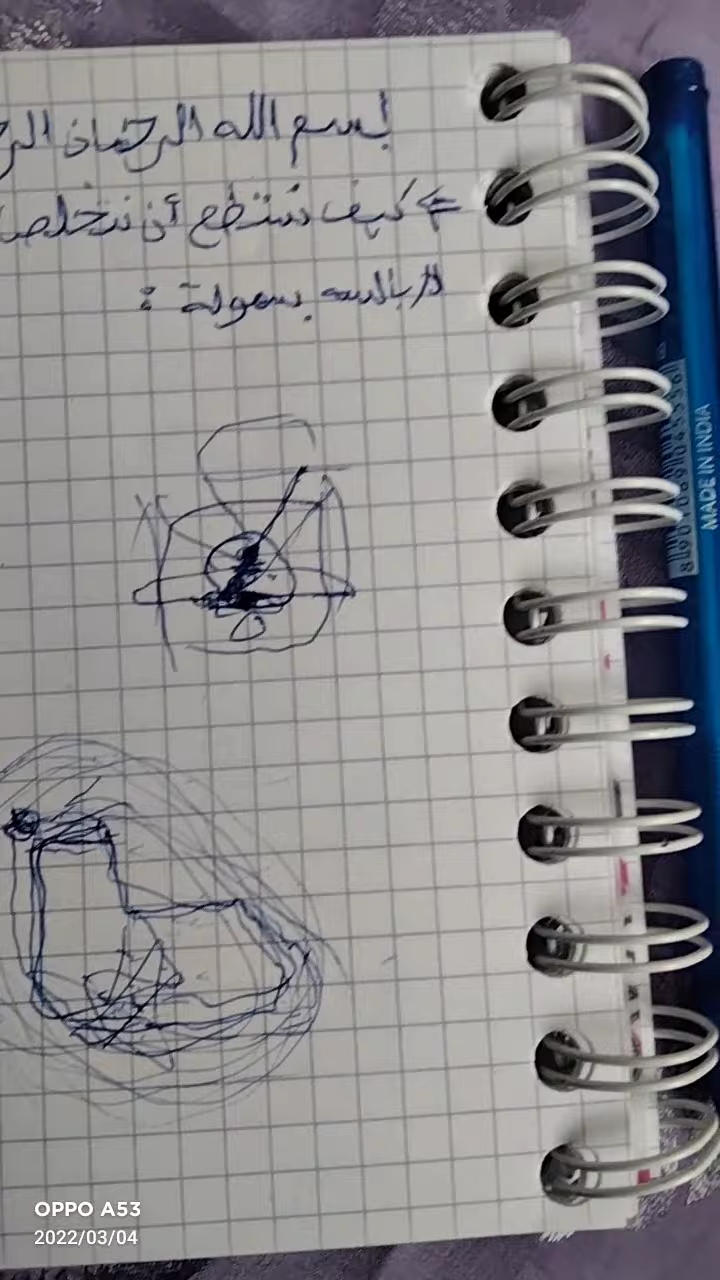 بسم الله الرحمان الر
⇐ كيف نستطع أن نتخلص
بسهولة :
MADE IN INDIA
OPPO A53
2022/03/04